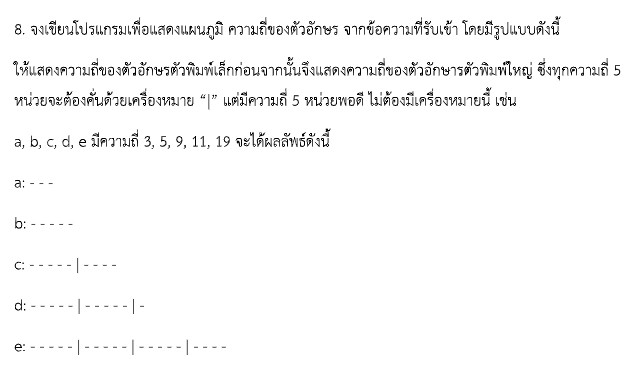 8. จงเขียนโปรแกรมเพื่อแสดงแผนภูมิ ความถี่ของตัวอักษร จากข้อความที่รับเข้า โดยมีรูปแบบดังนี้
ให้แสดงความถี่ของตัวอักษรตัวพิมพ์เล็กก่อนจากนั้นจึงแสดงความถี่ของตัวอักษารตัวพิมพ์ใหญ่ ซึ่งทุกความถี่ 5
หน่วยจะต้องคั่นด้วยเครื่องหมาย “|” แต่มีความถี่ 5 หน่วยพอดี ไม่ต้องมีเครื่องหมายนี้ เช่น
a, b, c, d, e มีความถี่ 3, 5, 9, 11, 19 จะได้ผลลัพธ์ดังนี้
a: - - -
b: - - - - -
c: - - - - - | - - - -
d: - - - - - | - - - - - | -
e: - - - - - | - - - - - | - - - - - | - - - -